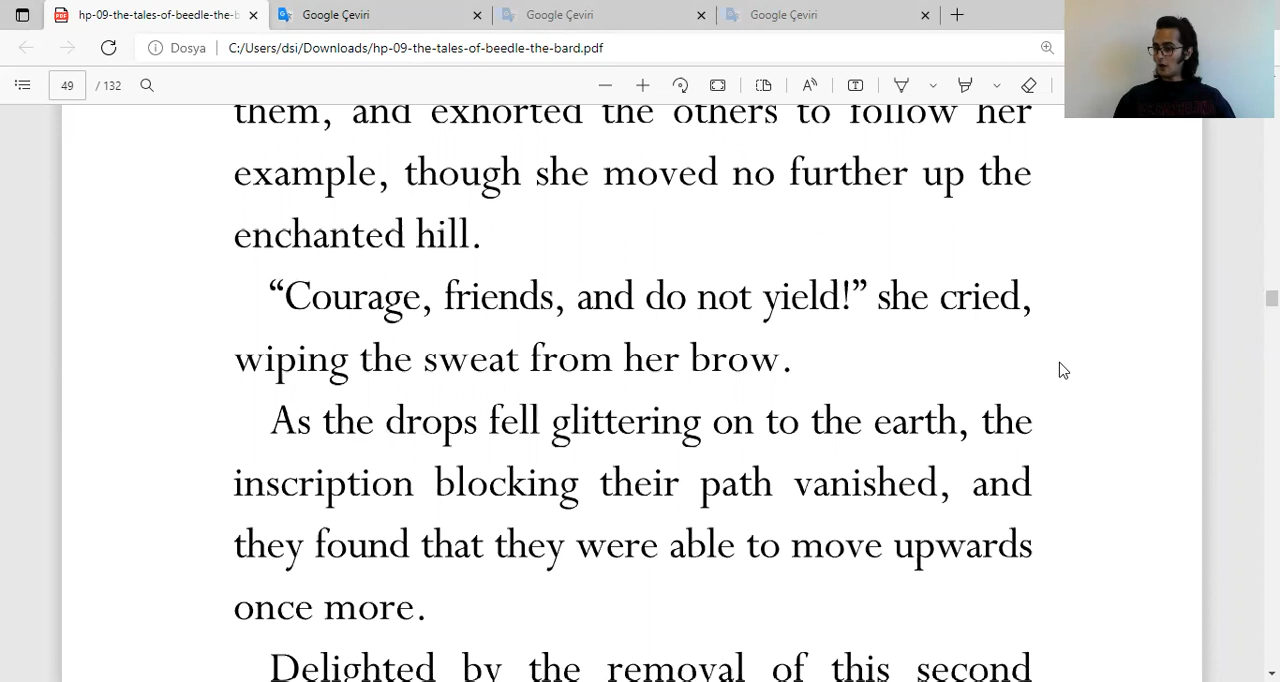 hp-09-the-tales-of-beedle-the-b
Google Çeviri
Google Çeviri
Google Çeviri
Dosya
C:/Users/dsi/Downloads/hp-09-the-tales-of-beedle-the-bard.pdf
49 / 132
them, and exhorted the others to follow her
example, though she moved no further up the
enchanted hill.
“Courage, friends, and do not yield!” she cried,
wiping the sweat from her brow.
As the drops fell glittering on to the earth, the
inscription blocking their path vanished, and
they found that they were able to move upwards
once more.
Delighted by the removal of this second